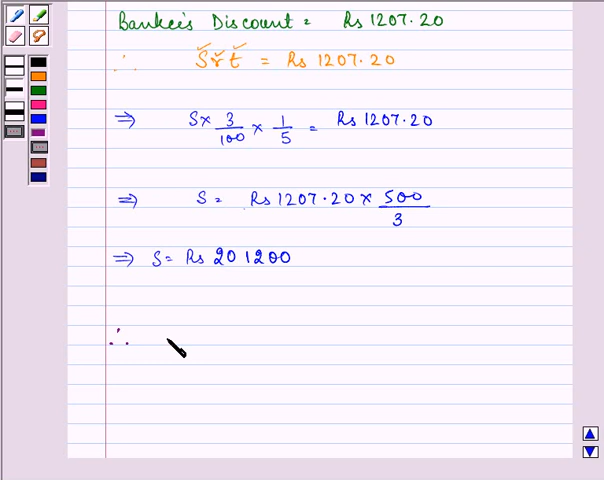 Banker's Discount = Rs 1207.20
∴ S r t = Rs 1207.20
⇒ S × 3/100 × 1/5 = Rs 1207.20
⇒ S = Rs 1207.20 × 500/3
⇒ S = Rs 201200
∴